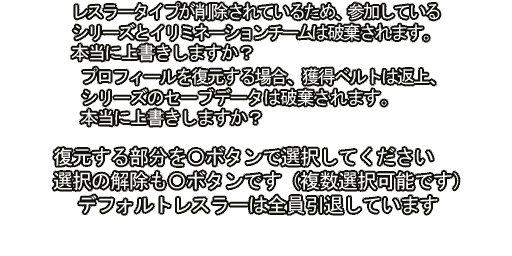 レスラータイプが削除されているため、参加している
シリーズとイリミネーションチームは破棄されます。
本当に上書きしますか？
プロフィールを復元する場合、獲得ベルトは返上、
シリーズのセーブデータは破棄されます。
本当に上書きしますか？
復元する部分を〇ボタンで選択してください
選択の解除も〇ボタンです（複数選択可能です）
デフォルトレスラーは全員引退しています